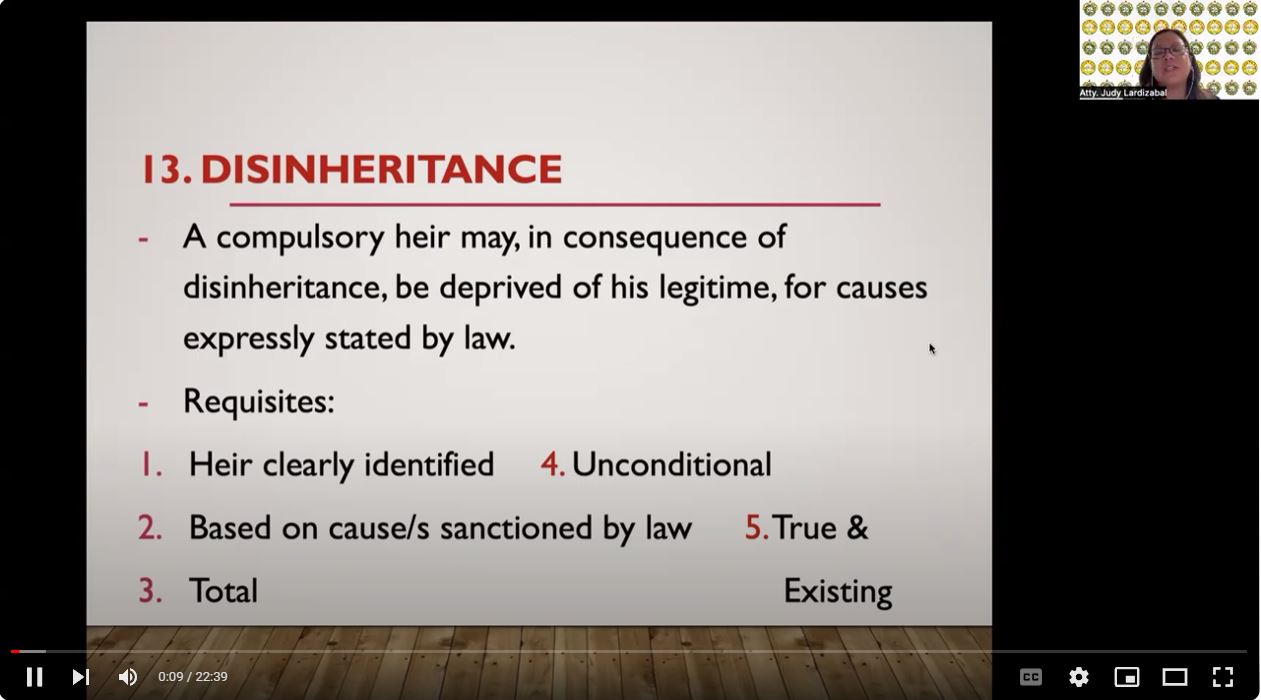 Atty. Judy Lardizabal
13. DISINHERITANCE
- A compulsory heir may, in consequence of
disinheritance, be deprived of his legitime, for causes
expressly stated by law.
- Requisites:
1. Heir clearly identified 4. Unconditional
2. Based on cause/s sanctioned by law 5. True &
3. Total Existing
0:09 / 22:39
CC